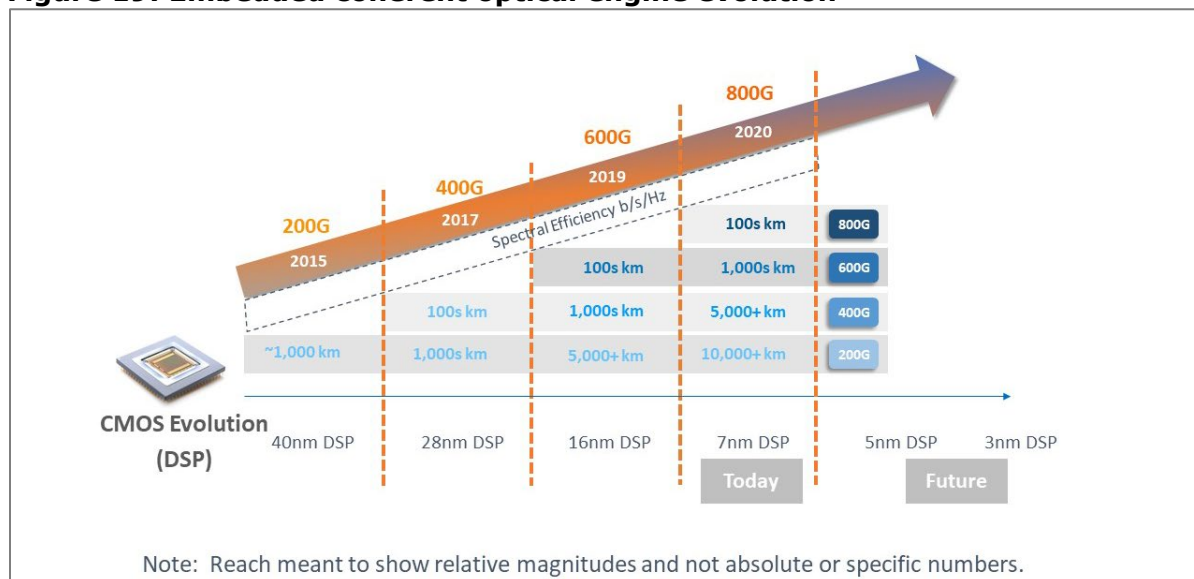 Figure Embedded coherent optical engine evolution
800G
2020
600G
2019
400G
2017
200G
2015
Spectral Efficiency b/s/Hz
100s km 800G
100s km 1,000s km 600G
100s km 1,000s km 5,000+ km 400G
~1,000 km 1,000s km 5,000+ km 10,000+ km 200G
CMOS Evolution
(DSP)
40nm DSP 28nm DSP 16nm DSP 7nm DSP 5nm DSP 3nm DSP
Today Future
Note: Reach meant to show relative magnitudes and not absolute or specific numbers.